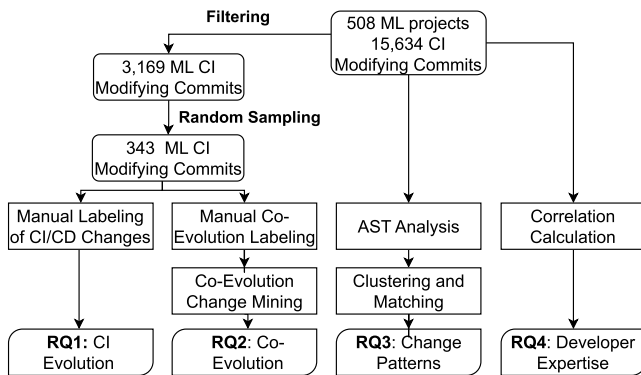 Filtering
508 ML projects
15,634 CI
Modifying Commits
3,169 ML CI
Modifying Commits
Random Sampling
343 ML CI
Modifying Commits
Manual Labeling
of CI/CD Changes
Manual Co-
Evolution Labeling
AST Analysis
Correlation
Calculation
Co-Evolution
Change Mining
Clustering and
Matching
RQ1: CI
Evolution
RQ2: Co-
Evolution
RQ3: Change
Patterns
RQ4: Developer
Expertise